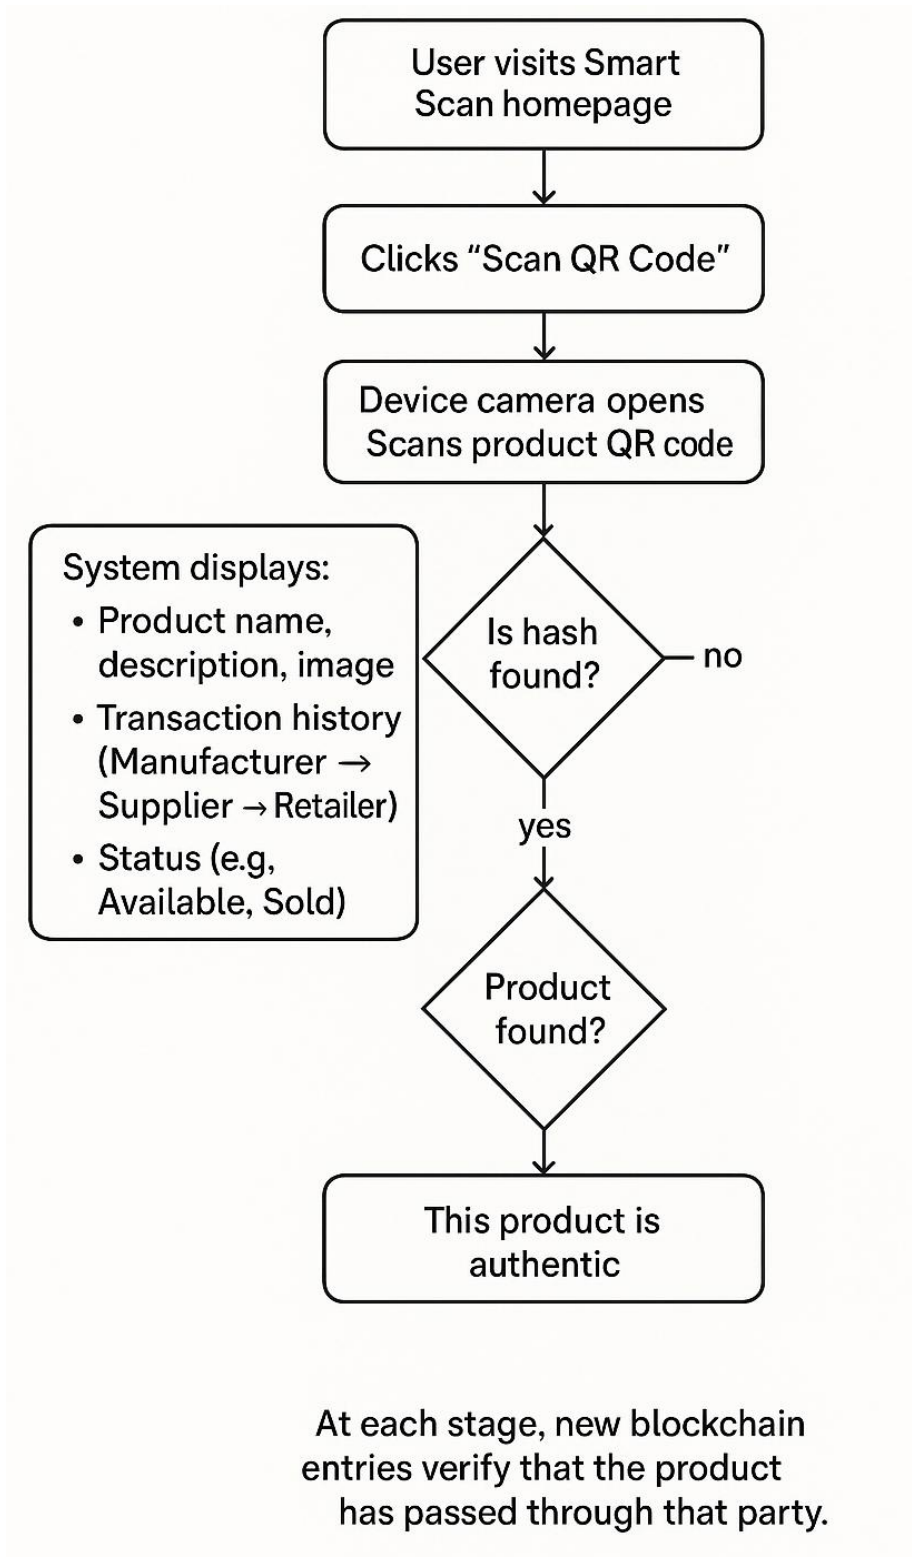 User visits Smart
Scan homepage
Clicks “Scan QR Code”
Device camera opens
Scans product QR code
System displays:
• Product name,
description, image
• Transaction history
(Manufacturer →
Supplier → Retailer)
• Status (e.g,
Available, Sold)
Is hash
found?
no
yes
Product
found?
This product is
authentic
At each stage, new blockchain
entries verify that the product
has passed through that party.